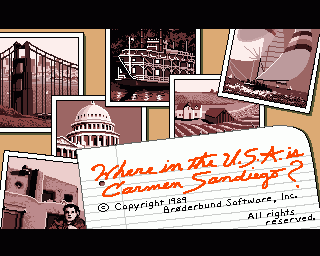 Where in the U.S.A. is
Carmen Sandiego?
© Copyright 1989
Brøderbund Software, Inc.
All rights
reserved.